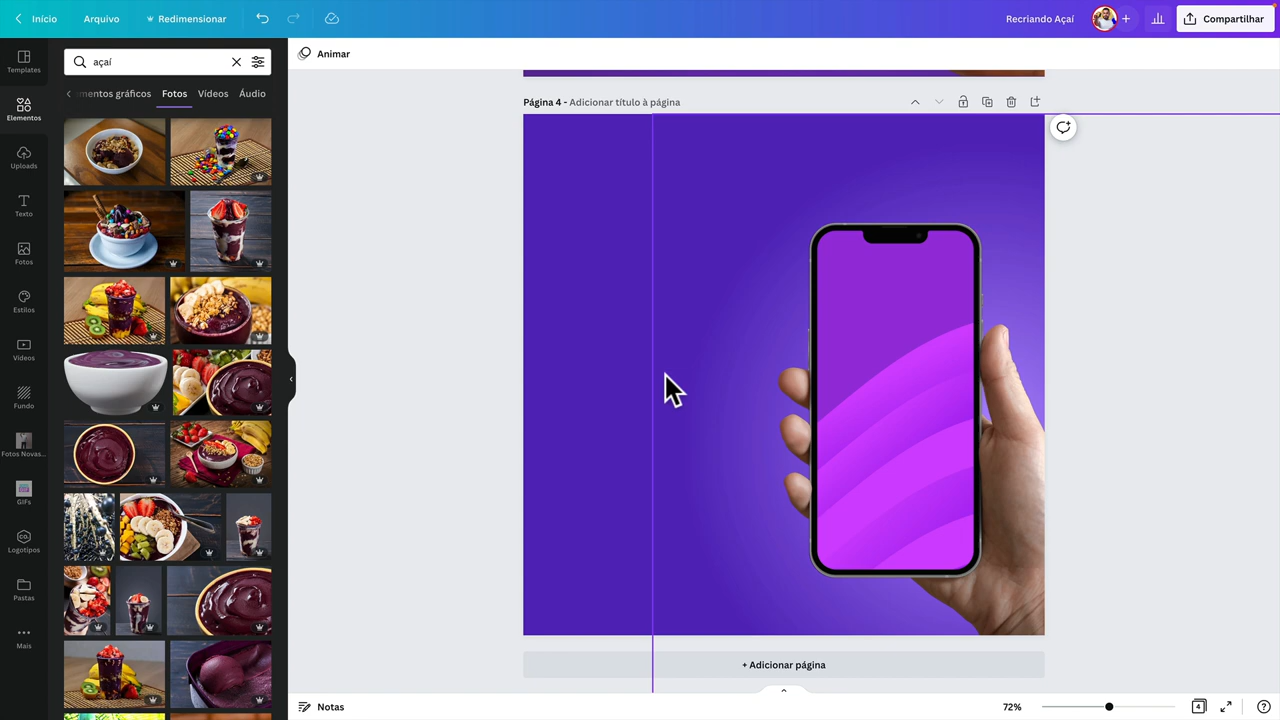 Início
Arquivo
Redimensionar
Recriando Açaí
Compartilhar
Templates
Elementos
Uploads
Texto
Fotos
Estilos
Vídeos
Fundo
Fotos Novas...
GIFs
Logotipos
Pastas
Mais
açaí
mentos gráficos
Fotos
Vídeos
Áudio
Animar
Página 4 - Adicionar título à página
+ Adicionar página
Notas
72%
4